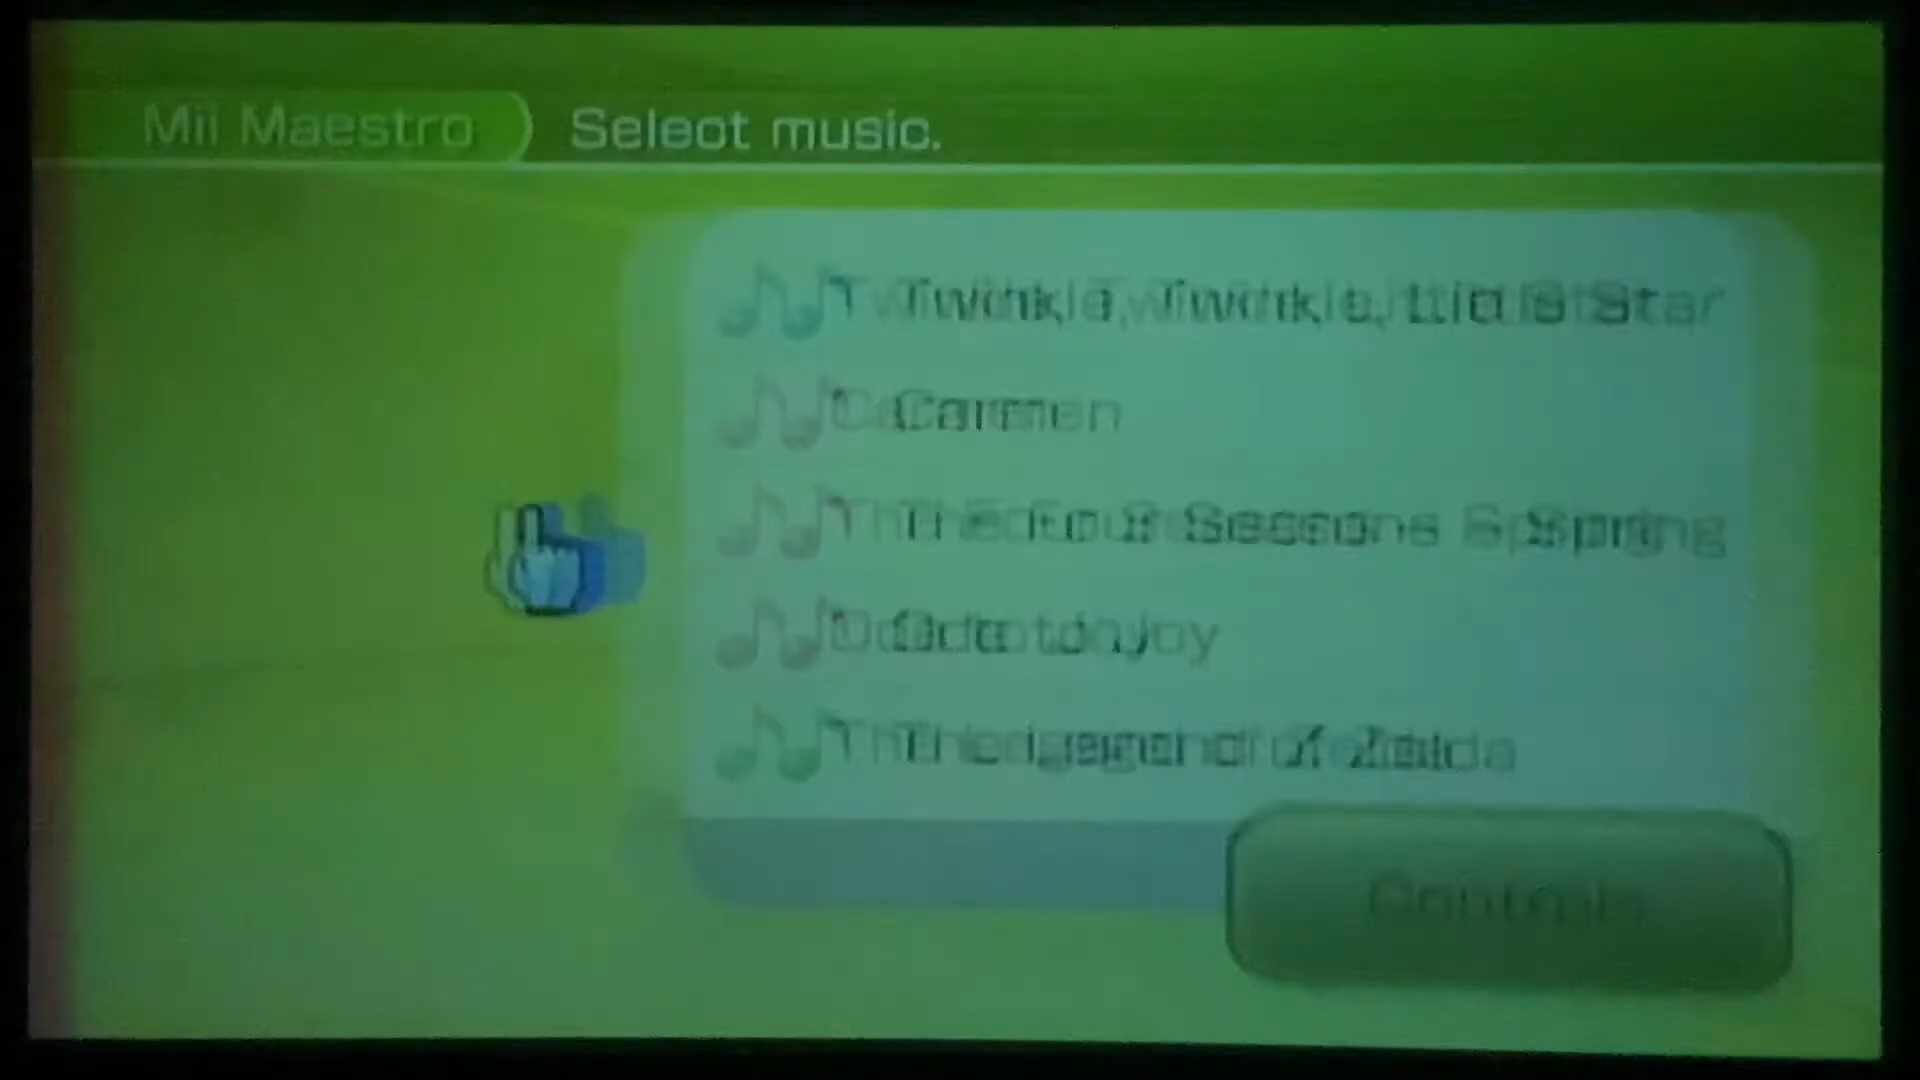 Mii Maestro
Select music.
Twinkle, Twinkle, Little Star
Carmen
The Four Seasons - Spring
Ode to Joy
The Legend of Zelda
Controls